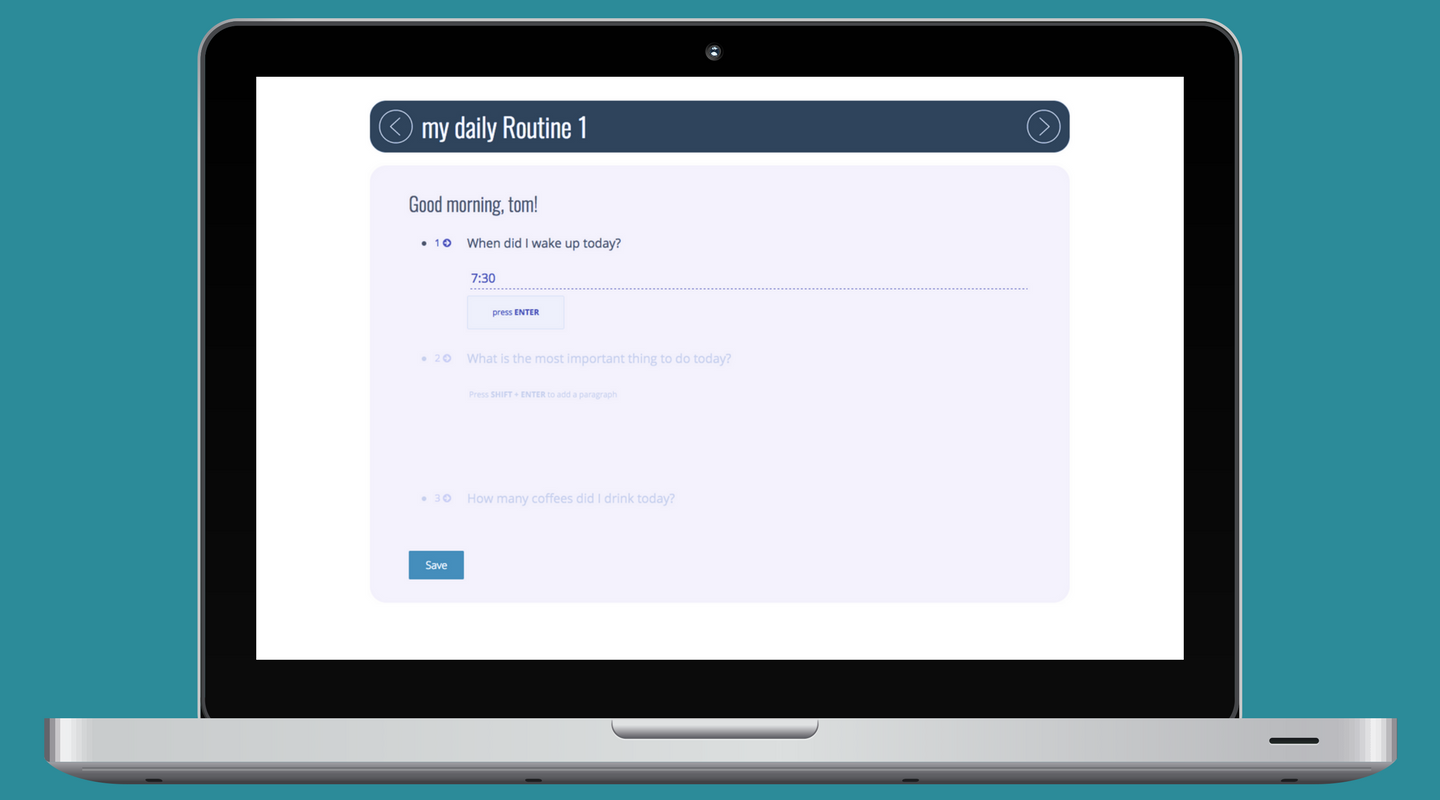 my daily Routine 1
Good morning, tom!
• 1 When did I wake up today?
7:30
press ENTER
• 2 What is the most important thing to do today?
Press SHIFT + ENTER to add a paragraph
• 3 How many coffees did I drink today?
Save